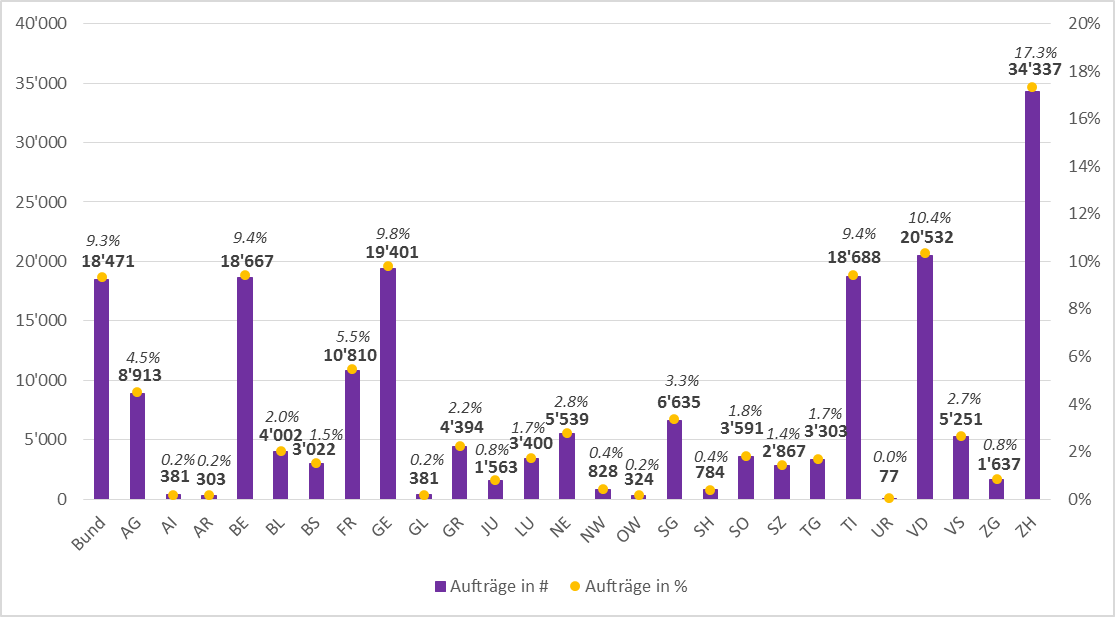 40'000
35'000
30'000
25'000
20'000
15'000
10'000
5'000
0
20%
18%
16%
14%
12%
10%
8%
6%
4%
2%
0%
9.3%
18'471
4.5%
8'913
0.2%
381
0.2%
303
9.4%
18'667
2.0%
4'002
1.5%
3'022
5.5%
10'810
9.8%
19'401
0.2%
381
2.2%
4'394
0.8%
1'563
1.7%
3'400
2.8%
5'539
0.4%
828
0.2%
324
3.3%
6'635
0.4%
784
1.8%
3'591
1.4%
2'867
1.7%
3'303
9.4%
18'688
0.0%
77
10.4%
20'532
2.7%
5'251
0.8%
1'637
17.3%
34'337
Bund
AG
AI
AR
BE
BL
BS
FR
GE
GL
GR
JU
LU
NE
NW
OW
SG
SH
SO
SZ
TG
TI
UR
VD
VS
ZG
ZH
Aufträge in #
Aufträge in %